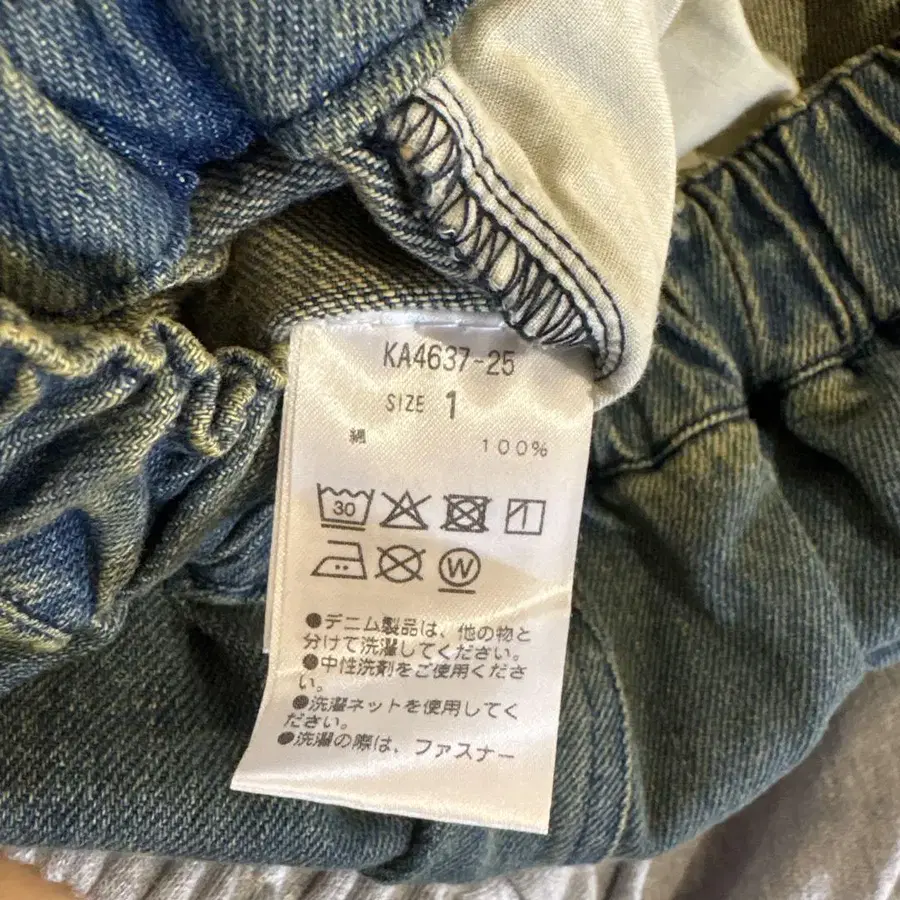 KA4637-25
SIZE 1
綿 100%
30
W
●デニム製品は、他の物と
分けて洗濯してください。
●中性洗剤をご使用くださ
い。
●洗濯ネットを使用してく
ださい。
●洗濯の際は、ファスナー